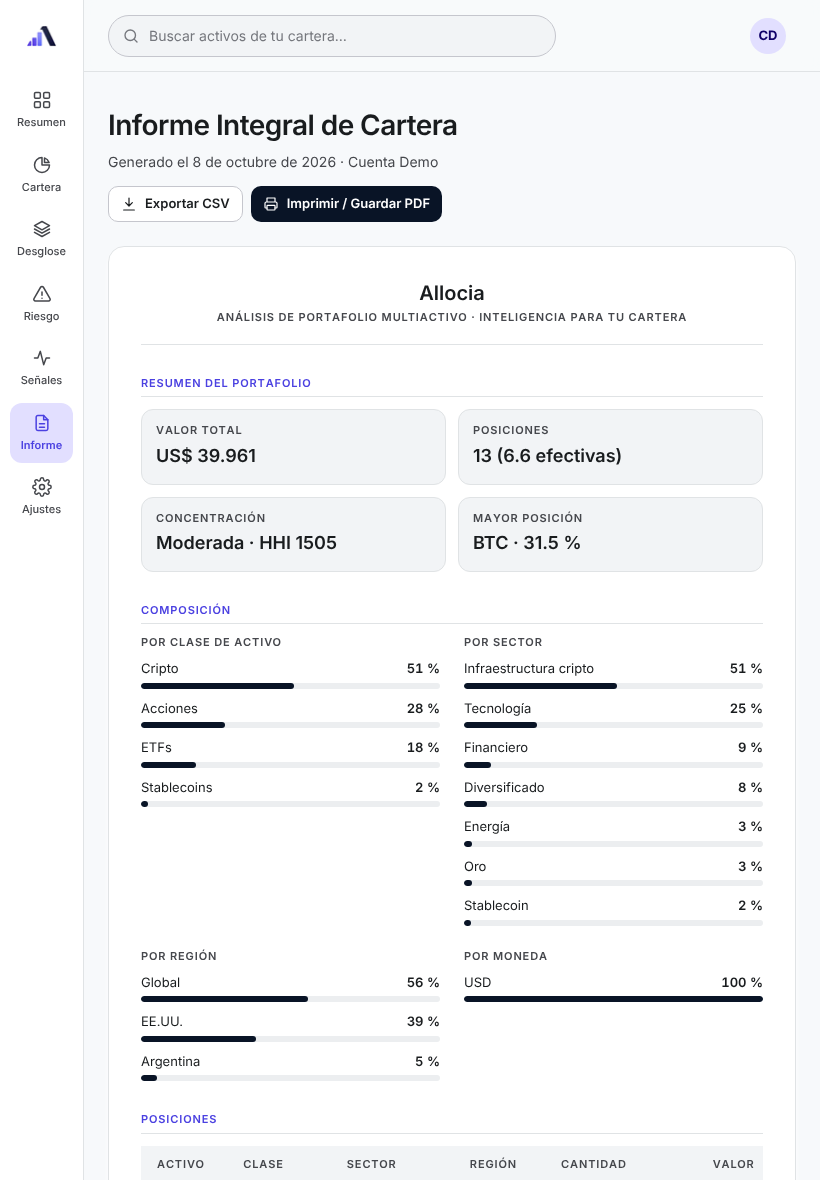 Buscar activos de tu cartera...
CD
Resumen
Cartera
Desglose
Riesgo
Señales
Informe
Ajustes
Informe Integral de Cartera
Generado el 8 de octubre de 2026 · Cuenta Demo
Exportar CSV
Imprimir / Guardar PDF
Allocia
ANÁLISIS DE PORTAFOLIO MULTIACTIVO · INTELIGENCIA PARA TU CARTERA
RESUMEN DEL PORTAFOLIO
VALOR TOTAL
US$ 39.961
POSICIONES
13 (6.6 efectivas)
CONCENTRACIÓN
Moderada · HHI 1505
MAYOR POSICIÓN
BTC · 31.5 %
COMPOSICIÓN
POR CLASE DE ACTIVO
Cripto 51 %
Acciones 28 %
ETFs 18 %
Stablecoins 2 %
POR SECTOR
Infraestructura cripto 51 %
Tecnología 25 %
Financiero 9 %
Diversificado 8 %
Energía 3 %
Oro 3 %
Stablecoin 2 %
POR REGIÓN
Global 56 %
EE.UU. 39 %
Argentina 5 %
POR MONEDA
USD 100 %
POSICIONES
ACTIVO CLASE SECTOR REGIÓN CANTIDAD VALOR